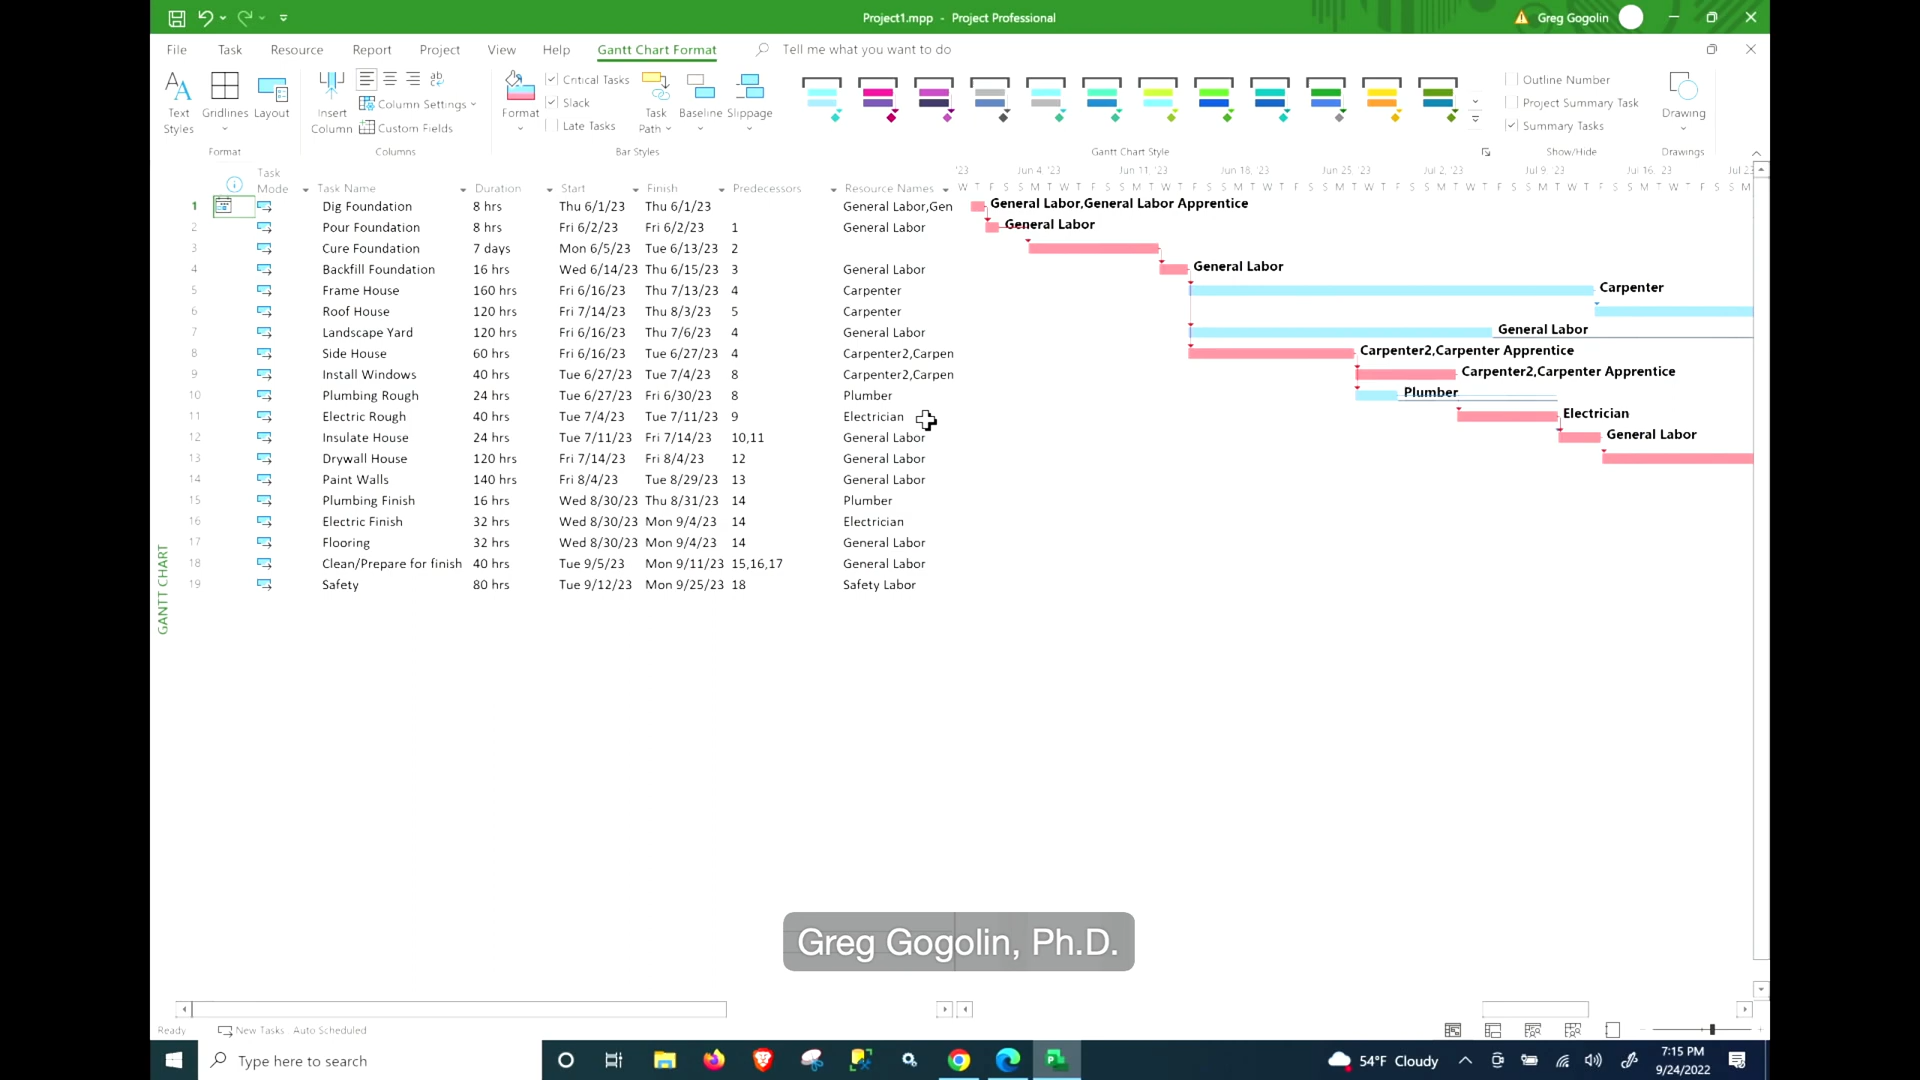 Project1.mpp - Project Professional
Greg Gogolin
File Task Resource Report Project View Help Gantt Chart Format Tell me what you want to do
Text Styles
Gridlines
Layout
Format
Insert Column
Column Settings
Custom Fields
Columns
Format
Critical Tasks
Slack
Late Tasks
Task Path
Baseline
Slippage
Bar Styles
Gantt Chart Style
Outline Number
Project Summary Task
Summary Tasks
Show/Hide
Drawing
Drawings
Task Mode Task Name Duration Start Finish Predecessors Resource Names
'23 Jun 4, '23 Jun 11, '23 Jun 18, '23 Jun 25, '23 Jul 2, '23 Jul 9, '23 Jul 16, '23 Jul 23
W T F S S M T W T F S S M T W T F S S M T W T F S S M T W T F S S M T W T F S S M T W T F S S M T W T F S S M
1 Dig Foundation 8 hrs Thu 6/1/23 Thu 6/1/23 General Labor,Gen General Labor,General Labor Apprentice
2 Pour Foundation 8 hrs Fri 6/2/23 Fri 6/2/23 1 General Labor General Labor
3 Cure Foundation 7 days Mon 6/5/23 Tue 6/13/23 2
4 Backfill Foundation 16 hrs Wed 6/14/23 Thu 6/15/23 3 General Labor General Labor
5 Frame House 160 hrs Fri 6/16/23 Thu 7/13/23 4 Carpenter Carpenter
6 Roof House 120 hrs Fri 7/14/23 Thu 8/3/23 5 Carpenter
7 Landscape Yard 120 hrs Fri 6/16/23 Thu 7/6/23 4 General Labor General Labor
8 Side House 60 hrs Fri 6/16/23 Tue 6/27/23 4 Carpenter2,Carpen Carpenter2,Carpenter Apprentice
9 Install Windows 40 hrs Tue 6/27/23 Tue 7/4/23 8 Carpenter2,Carpen Carpenter2,Carpenter Apprentice
10 Plumbing Rough 24 hrs Tue 6/27/23 Fri 6/30/23 8 Plumber Plumber
11 Electric Rough 40 hrs Tue 7/4/23 Tue 7/11/23 9 Electrician Electrician
12 Insulate House 24 hrs Tue 7/11/23 Fri 7/14/23 10,11 General Labor General Labor
13 Drywall House 120 hrs Fri 7/14/23 Fri 8/4/23 12 General Labor
14 Paint Walls 140 hrs Fri 8/4/23 Tue 8/29/23 13 General Labor
15 Plumbing Finish 16 hrs Wed 8/30/23 Thu 8/31/23 14 Plumber
16 Electric Finish 32 hrs Wed 8/30/23 Mon 9/4/23 14 Electrician
17 Flooring 32 hrs Wed 8/30/23 Mon 9/4/23 14 General Labor
18 Clean/Prepare for finish 40 hrs Tue 9/5/23 Mon 9/11/23 15,16,17 General Labor
19 Safety 80 hrs Tue 9/12/23 Mon 9/25/23 18 Safety Labor
GANTT CHART
Greg Gogolin, Ph.D.
Ready New Tasks Auto Scheduled
Type here to search
54°F Cloudy
7:15 PM
9/24/2022